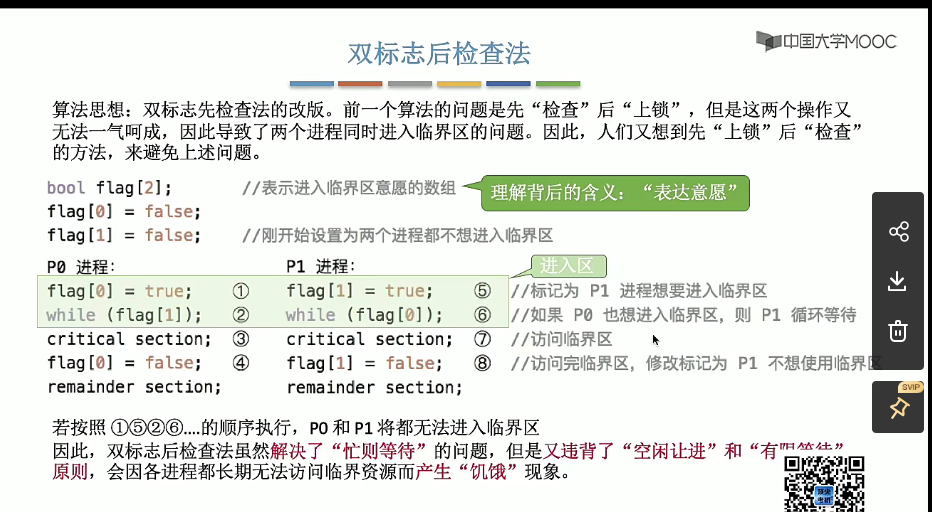 中国大学MOOC
双标志后检查法
算法思想：双标志先检查法的改版。前一个算法的问题是先“检查”后“上锁”，但是这两个操作又
无法一气呵成，因此导致了两个进程同时进入临界区的问题。因此，人们又想到先“上锁”后“检查”
的方法，来避免上述问题。
bool flag[2]; //表示进入临界区意愿的数组
理解背后的含义：“表达意愿”
flag[0] = false;
flag[1] = false; //刚开始设置为两个进程都不想进入临界区
P0 进程： P1 进程： 进入区
flag[0] = true; ① flag[1] = true; ⑤ //标记为 P1 进程想要进入临界区
while (flag[1]); ② while (flag[0]); ⑥ //如果 P0 也想进入临界区，则 P1 循环等待
critical section; ③ critical section; ⑦ //访问临界区
flag[0] = false; ④ flag[1] = false; ⑧ //访问完临界区，修改标记为 P1 不想使用临界区
remainder section; remainder section;
SVIP
若按照 ①⑤②⑥....的顺序执行，P0 和 P1 将都无法进入临界区
因此，双标志后检查法虽然解决了“忙则等待”的问题，但是又违背了“空闲让进”和“有限等待”
原则，会因各进程都长期无法访问临界资源而产生“饥饿”现象。